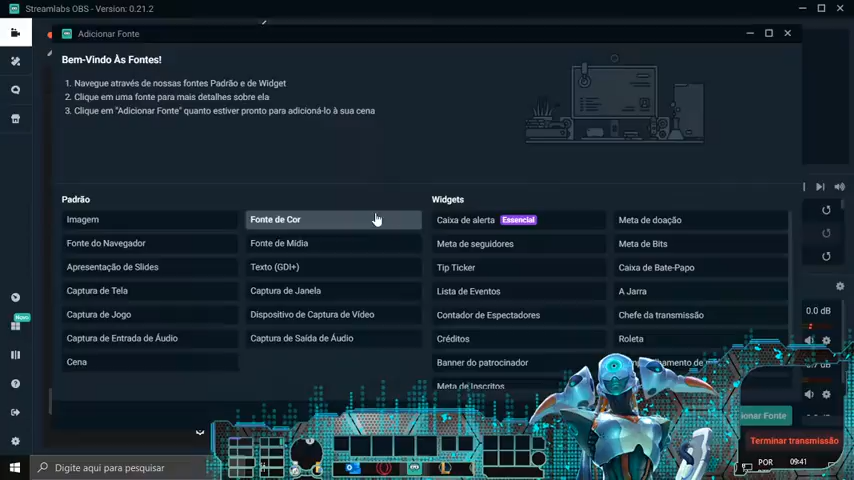 Streamlabs OBS - Version: 0.21.2
Adicionar Fonte
Bem-Vindo Às Fontes!
1. Navegue através de nossas fontes Padrão e de Widget
2. Clique em uma fonte para mais detalhes sobre ela
3. Clique em "Adicionar Fonte" quanto estiver pronto para adicioná-lo à sua cena
Padrão
Imagem
Fonte de Cor
Fonte do Navegador
Fonte de Mídia
Apresentação de Slides
Texto (GDI+)
Captura de Tela
Captura de Janela
Captura de Jogo
Dispositivo de Captura de Vídeo
Captura de Entrada de Áudio
Captura de Saída de Áudio
Cena
Widgets
Caixa de alerta Essencial
Meta de doação
Meta de seguidores
Meta de Bits
Tip Ticker
Caixa de Bate-Papo
Lista de Eventos
A Jarra
Contador de Espectadores
Chefe da transmissão
Créditos
Roleta
Banner do patrocinador
de
Meta de Inscritos
Novo
0.0 dB
dB
Fonte
Terminar transmissão
Digite aqui para pesquisar
POR
09:41